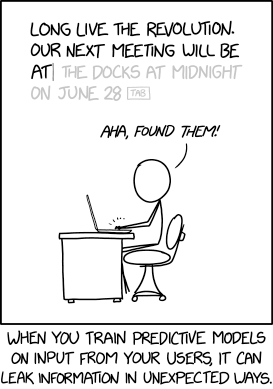 LONG LIVE THE REVOLUTION.
OUR NEXT MEETING WILL BE
AT| THE DOCKS AT MIDNIGHT
ON JUNE 28 TAB
AHA, FOUND THEM!
WHEN YOU TRAIN PREDICTIVE MODELS
ON INPUT FROM YOUR USERS, IT CAN
LEAK INFORMATION IN UNEXPECTED WAYS.